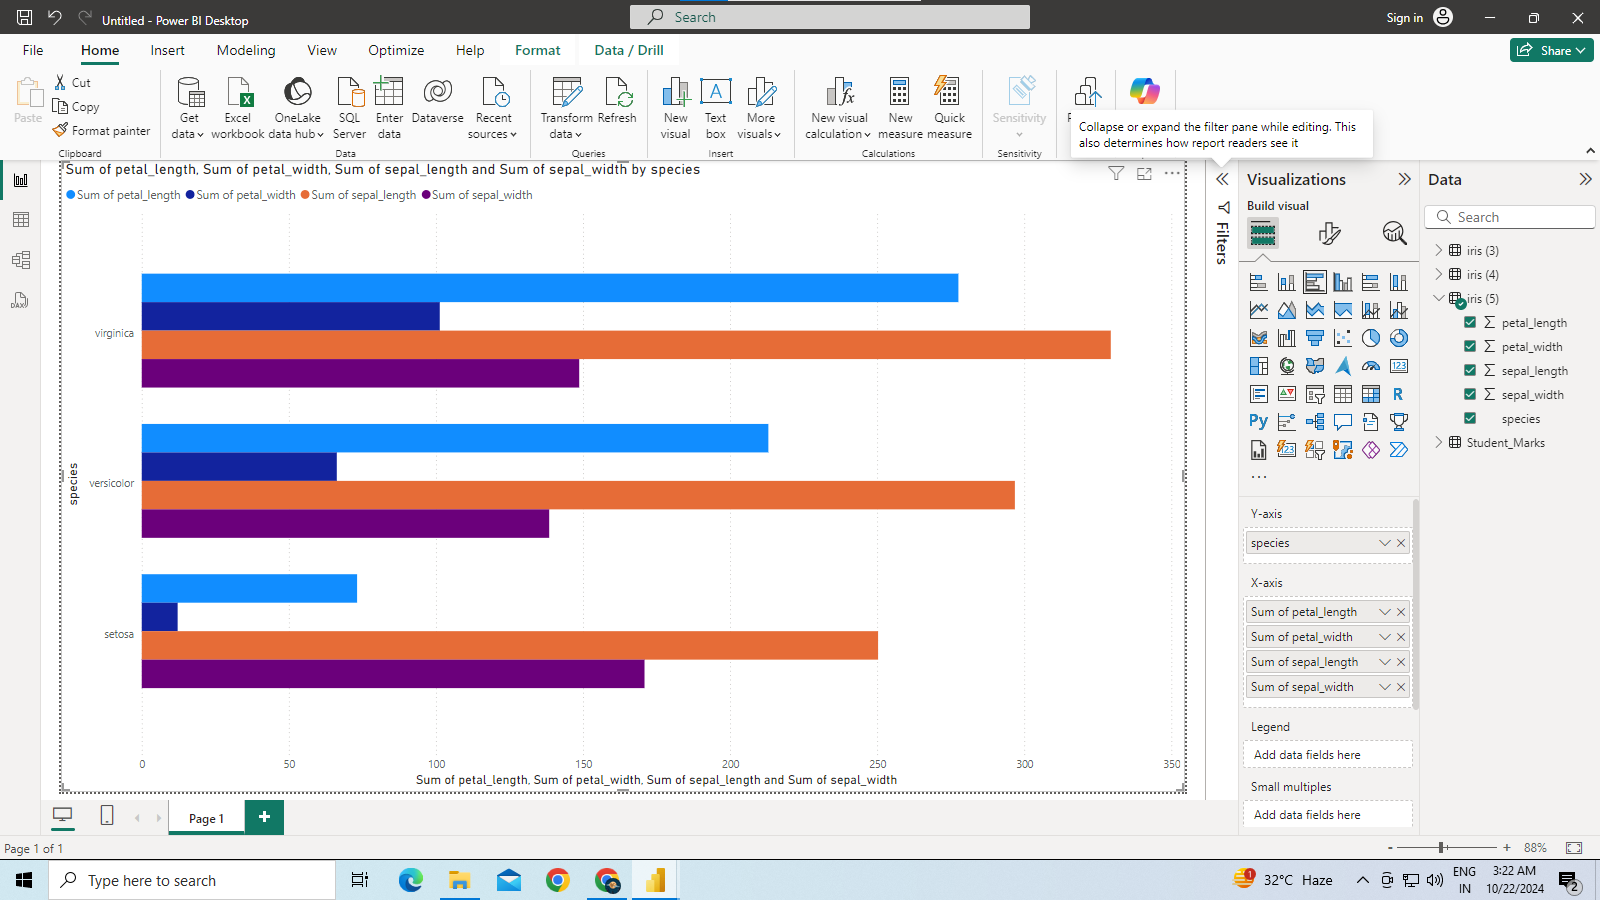 Untitled - Power BI Desktop
Search
Sign in
File Home Insert Modeling View Optimize Help Format Data / Drill
Share
Paste
Cut
Copy
Format painter
Clipboard
Get data
Excel workbook
OneLake data hub
SQL Server
Enter data
Dataverse
Recent sources
Data
Transform data
Refresh
Queries
New visual
Text box
More visuals
Insert
New visual calculation
New measure
Quick measure
Calculations
Sensitivity
Sensitivity
Collapse or expand the filter pane while editing. This
also determines how report readers see it
Sum of petal_length, Sum of petal_width, Sum of sepal_length and Sum of sepal_width by species
Sum of petal_length Sum of petal_width Sum of sepal_length Sum of sepal_width
species
virginica
versicolor
setosa
0 50 100 150 200 250 300 350
Sum of petal_length, Sum of petal_width, Sum of sepal_length and Sum of sepal_width
Filters
Visualizations
Build visual
123
R
Py
123
Y-axis
species
X-axis
Sum of petal_length
Sum of petal_width
Sum of sepal_length
Sum of sepal_width
Legend
Add data fields here
Small multiples
Add data fields here
Data
Search
iris (3)
iris (4)
iris (5)
petal_length
petal_width
sepal_length
sepal_width
species
Student_Marks
DAX
Page 1
Page 1 of 1
- + 88%
Type here to search
1
32°C Haze
ENG
IN
3:22 AM
10/22/2024
2